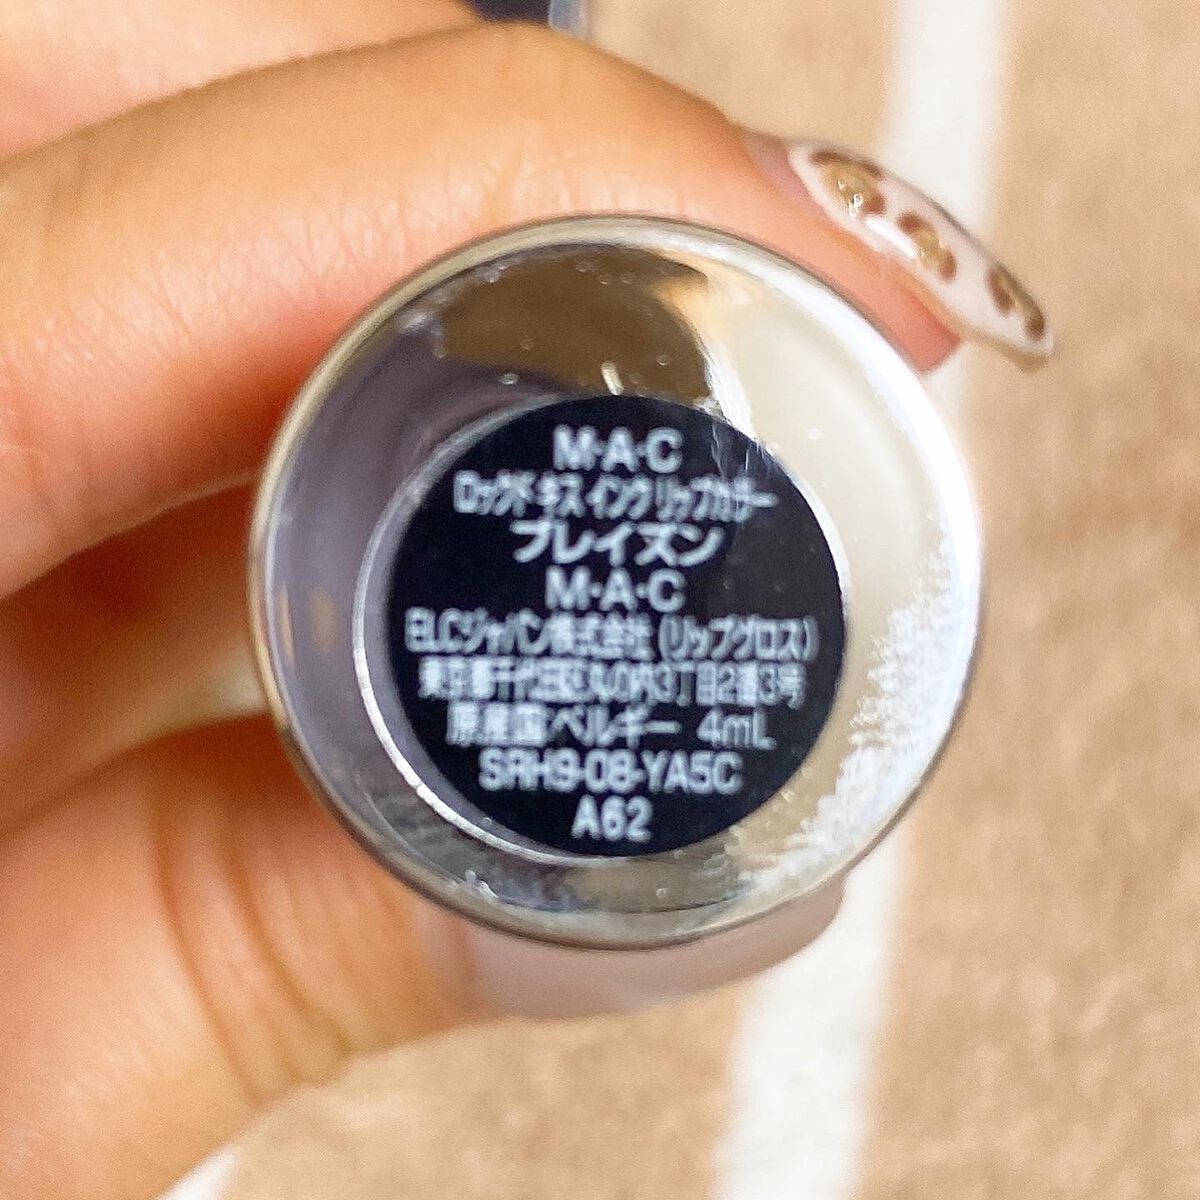 M·A·C
ロックド キス インク リップカラー
プレイヌン
M·A·C
ELCジャパン株式会社 (リップグロス)
東京都千代田区丸の内3丁目2番3号
原産国:ベルギー 4mL
SRH9-08-YA5C
A62